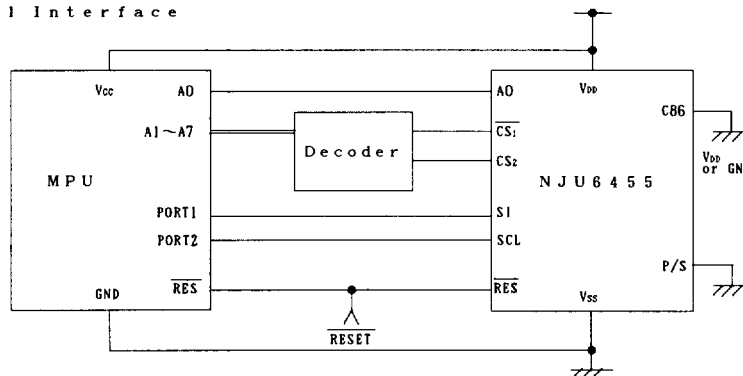 l Interface
Vcc
A0
A0
VDD
C86
A1~A7
Decoder
CS1
CS2
VDD
or GN
MPU
NJU6455
PORT1
SI
PORT2
SCL
P/S
GND
RES
RES
VSS
RESET